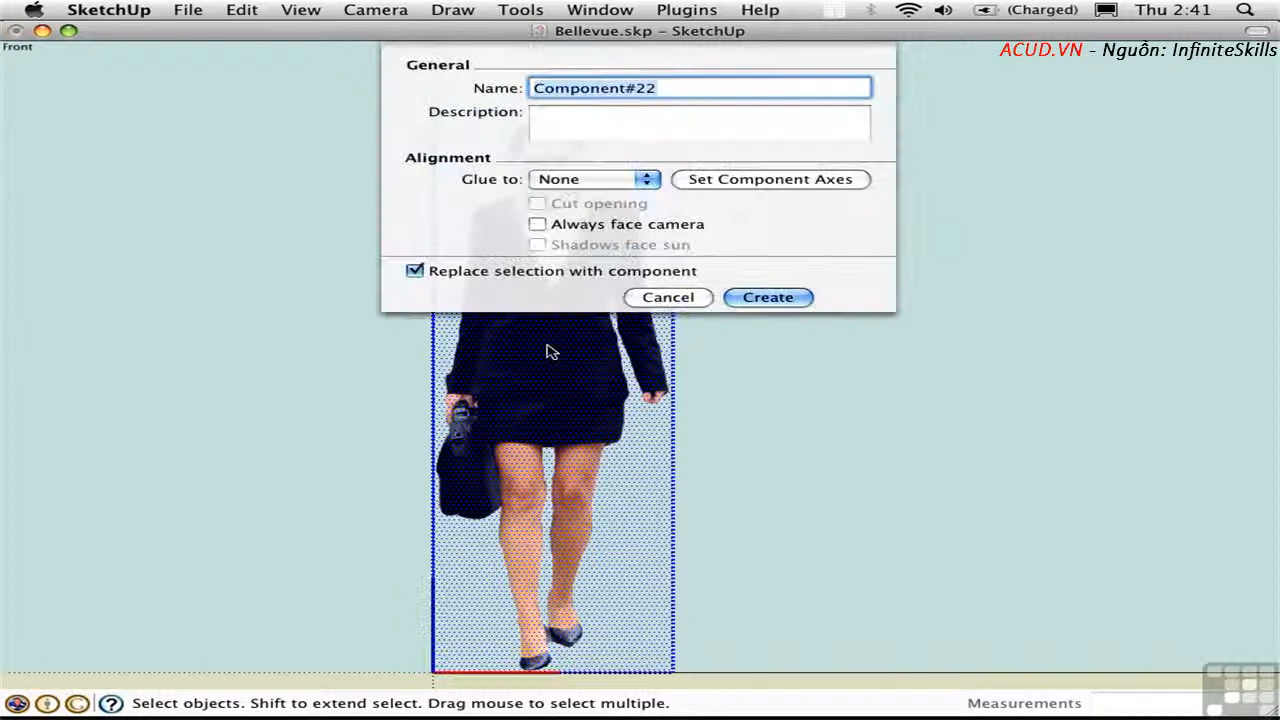 SketchUp File Edit View Camera Draw Tools Window Plugins Help (Charged) Thu 2:41
Bellevue.skp – SketchUp
Front
ACUD.VN - Nguồn: InfiniteSkills
General
Name: Component#22
Description:
Alignment
Glue to: None Set Component Axes
Cut opening
Always face camera
Shadows face sun
Replace selection with component
Cancel Create
Select objects. Shift to extend select. Drag mouse to select multiple. Measurements